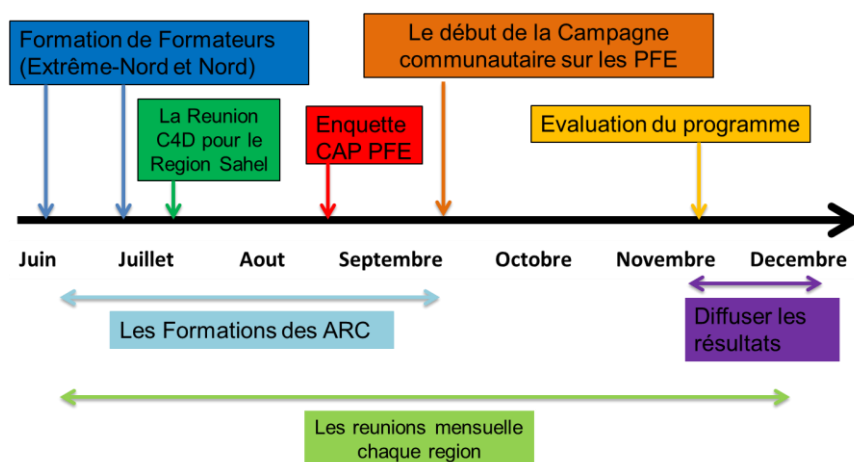 Formation de Formateurs
(Extrême-Nord et Nord)
Le début de la Campagne
communautaire sur les PFE
La Reunion
C4D pour le
Region Sahel
Enquette
CAP PFE
Evaluation du programme
Juin Juillet Aout Septembre Octobre Novembre Decembre
Les Formations des ARC
Diffuser les
résultats
Les reunions mensuelle
chaque region